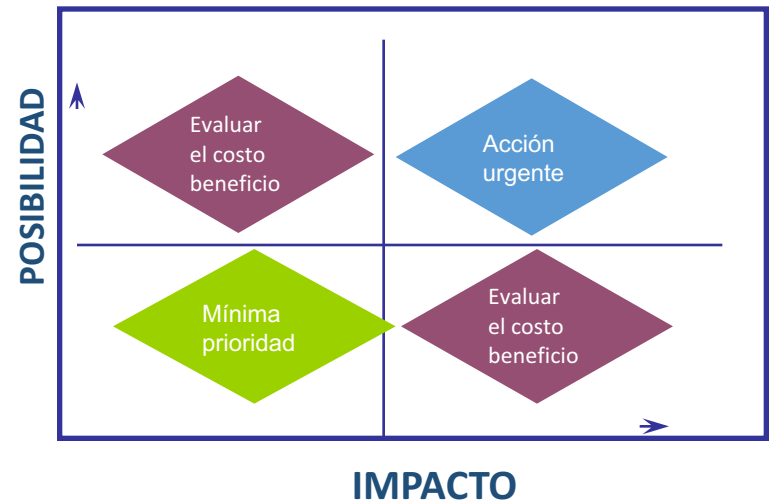 POSIBILIDAD
Evaluar
el costo
beneficio
Acción
urgente
Mínima
prioridad
Evaluar
el costo
beneficio
IMPACTO